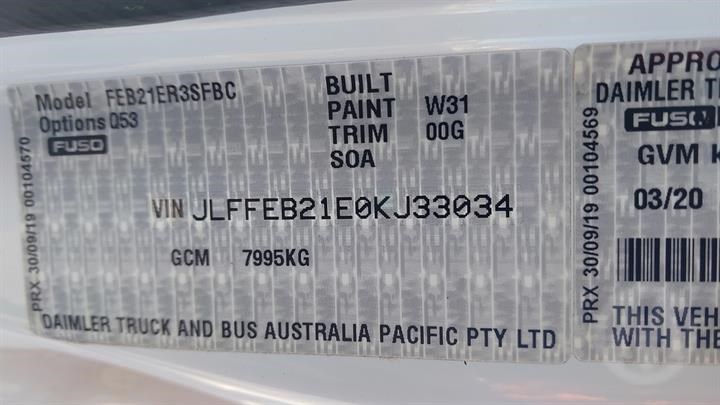 Model FEB21ER3SFBC
Options Q53
FUSO
BUILT
PAINT W31
TRIM 00G
SOA
VIN JLFFEB21E0KJ33034
GCM 7995KG
DAIMLER TRUCK AND BUS AUSTRALIA PACIFIC PTY LTD
PRX 30/09/19 00104570
PRX 30/09/19 00104569
APPRO
DAIMLER T
FUSO
GVM k
03/20
THIS VEH
WITH THE